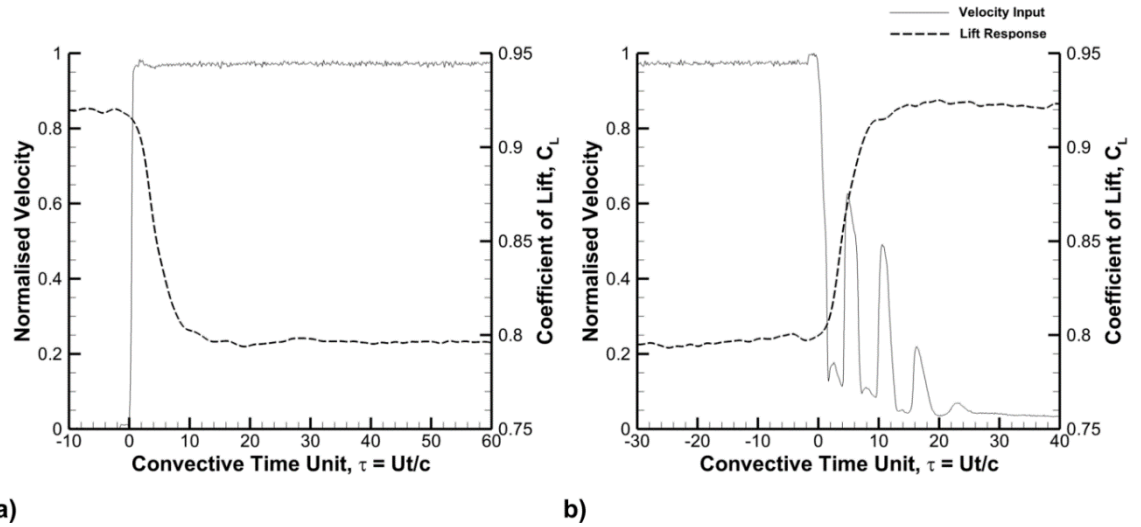 Velocity Input
Lift Response
1
0.8
0.6
0.4
0.2
0
Normalised Velocity
0.95
0.9
0.85
0.8
0.75
Coefficient of Lift, C_L
-10 0 10 20 30 40 50 60
Convective Time Unit, τ = Ut/c
1
0.8
0.6
0.4
0.2
0
Normalised Velocity
0.95
0.9
0.85
0.8
0.75
Coefficient of Lift, C_L
-30 -20 -10 0 10 20 30 40
Convective Time Unit, τ = Ut/c
a)
b)